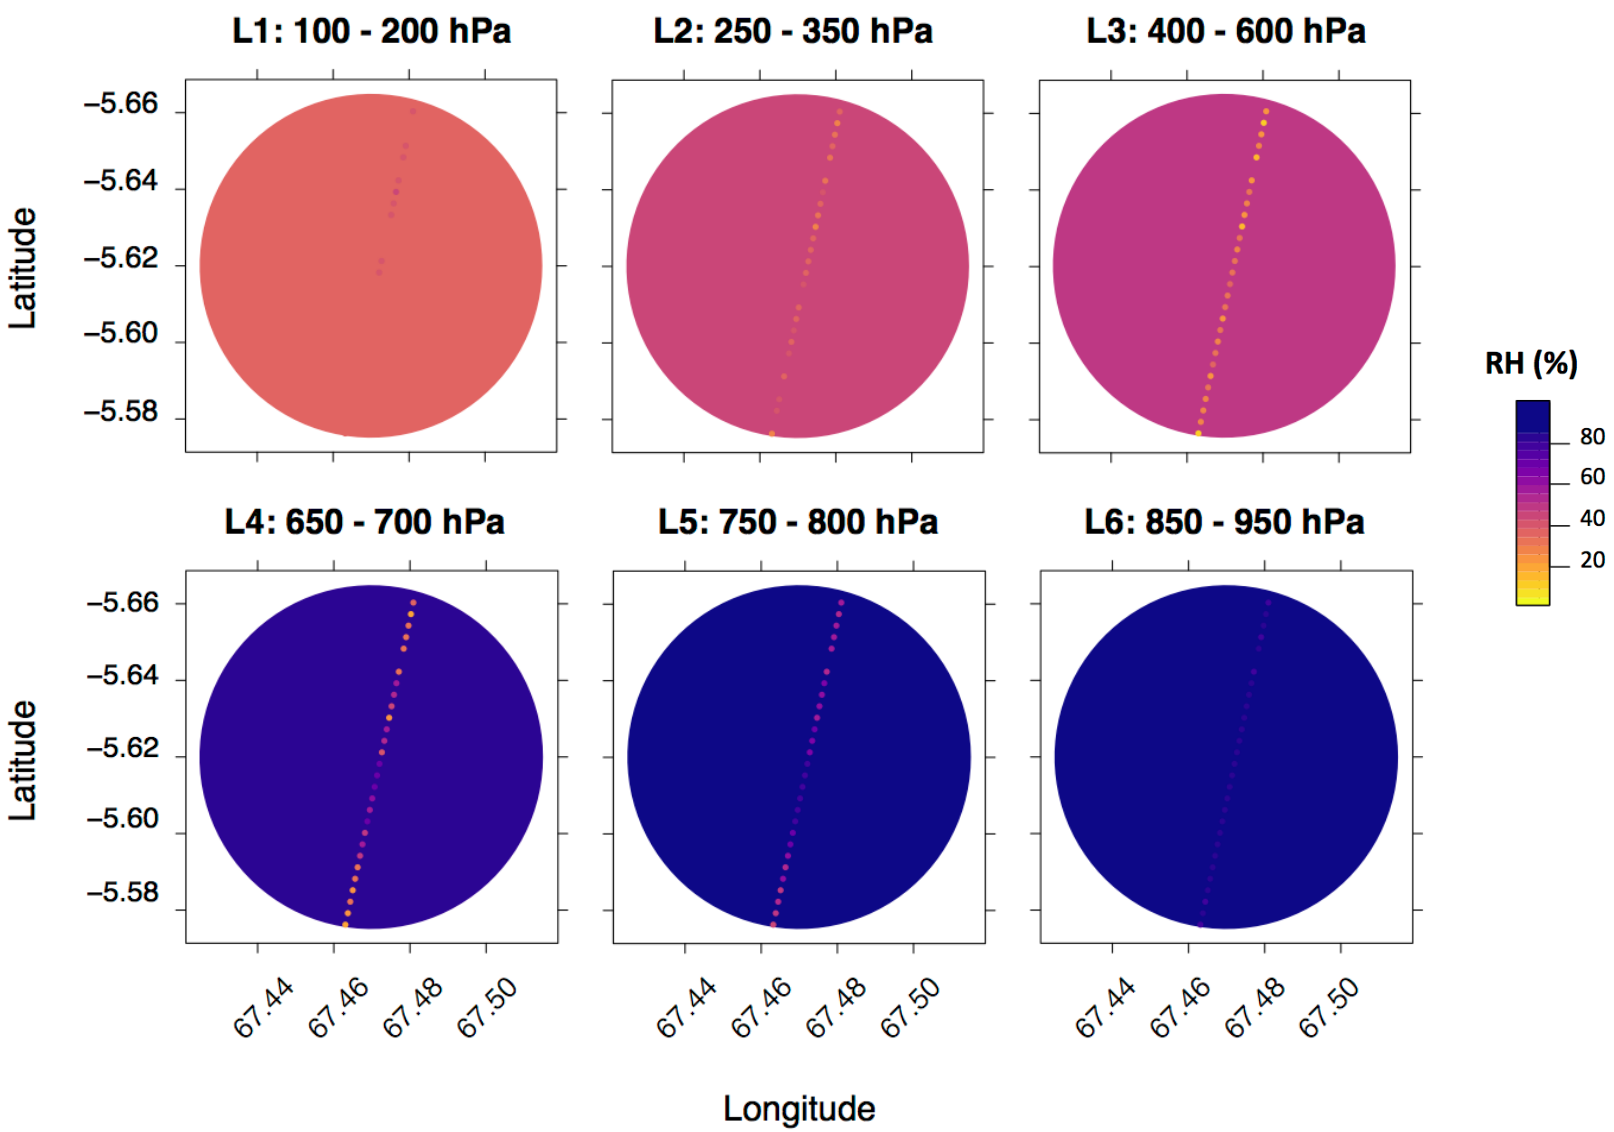 L1: 100 - 200 hPa
L2: 250 - 350 hPa
L3: 400 - 600 hPa
−5.66
−5.64
−5.62
−5.60
−5.58
Latitude
RH (%)
80
60
40
20
L4: 650 - 700 hPa
L5: 750 - 800 hPa
L6: 850 - 950 hPa
−5.66
−5.64
−5.62
−5.60
−5.58
Latitude
67.44 67.46 67.48 67.50
67.44 67.46 67.48 67.50
67.44 67.46 67.48 67.50
Longitude